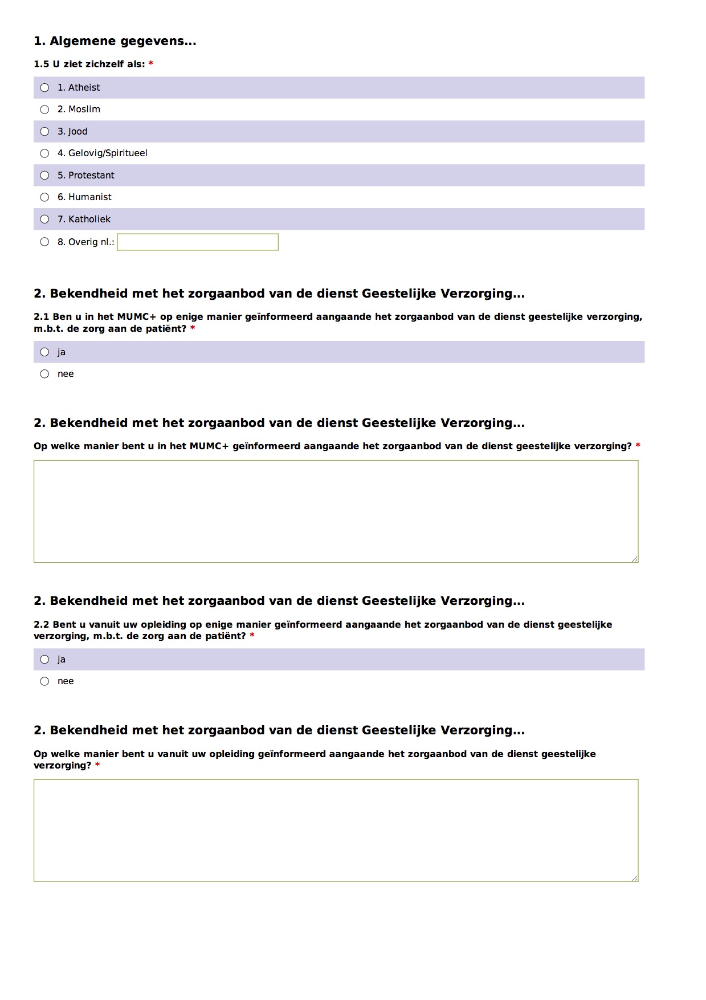 1. Algemene gegevens...
1.5 U ziet zichzelf als: *
1. Atheist
2. Moslim
3. Jood
4. Gelovig/Spiritueel
5. Protestant
6. Humanist
7. Katholiek
8. Overig nl.:
2. Bekendheid met het zorgaanbod van de dienst Geestelijke Verzorging...
2.1 Ben u in het MUMC+ op enige manier geïnformeerd aangaande het zorgaanbod van de dienst geestelijke verzorging,
m.b.t. de zorg aan de patiënt? *
ja
nee
2. Bekendheid met het zorgaanbod van de dienst Geestelijke Verzorging...
Op welke manier bent u in het MUMC+ geïnformeerd aangaande het zorgaanbod van de dienst geestelijke verzorging? *
2. Bekendheid met het zorgaanbod van de dienst Geestelijke Verzorging...
2.2 Bent u vanuit uw opleiding op enige manier geïnformeerd aangaande het zorgaanbod van de dienst geestelijke
verzorging, m.b.t. de zorg aan de patiënt? *
ja
nee
2. Bekendheid met het zorgaanbod van de dienst Geestelijke Verzorging...
Op welke manier bent u vanuit uw opleiding geïnformeerd aangaande het zorgaanbod van de dienst geestelijke
verzorging? *